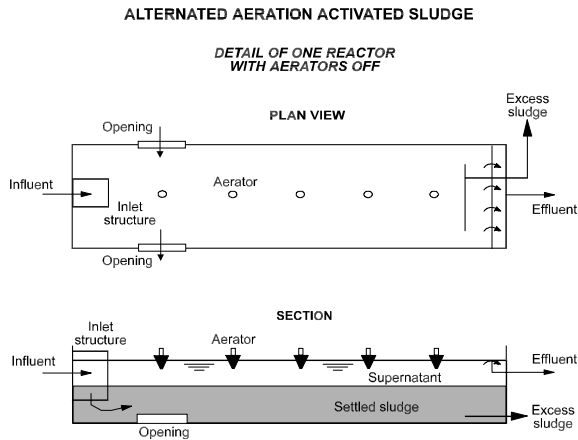 ALTERNATED AERATION ACTIVATED SLUDGE
DETAIL OF ONE REACTOR
WITH AERATORS OFF
PLAN VIEW
Excess
sludge
Opening
Influent
Aerator
Inlet
structure
Effluent
Opening
SECTION
Inlet
structure
Aerator
Influent
Effluent
Supernatant
Settled sludge
Excess
sludge
Opening